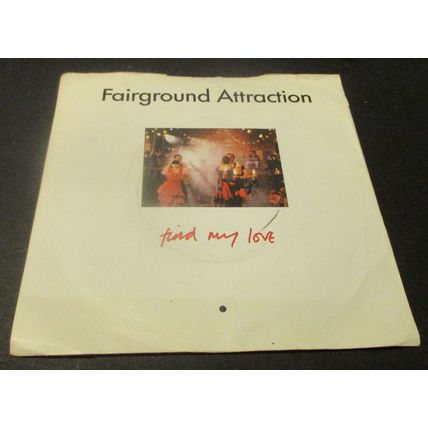 Fairground Attraction
find my love